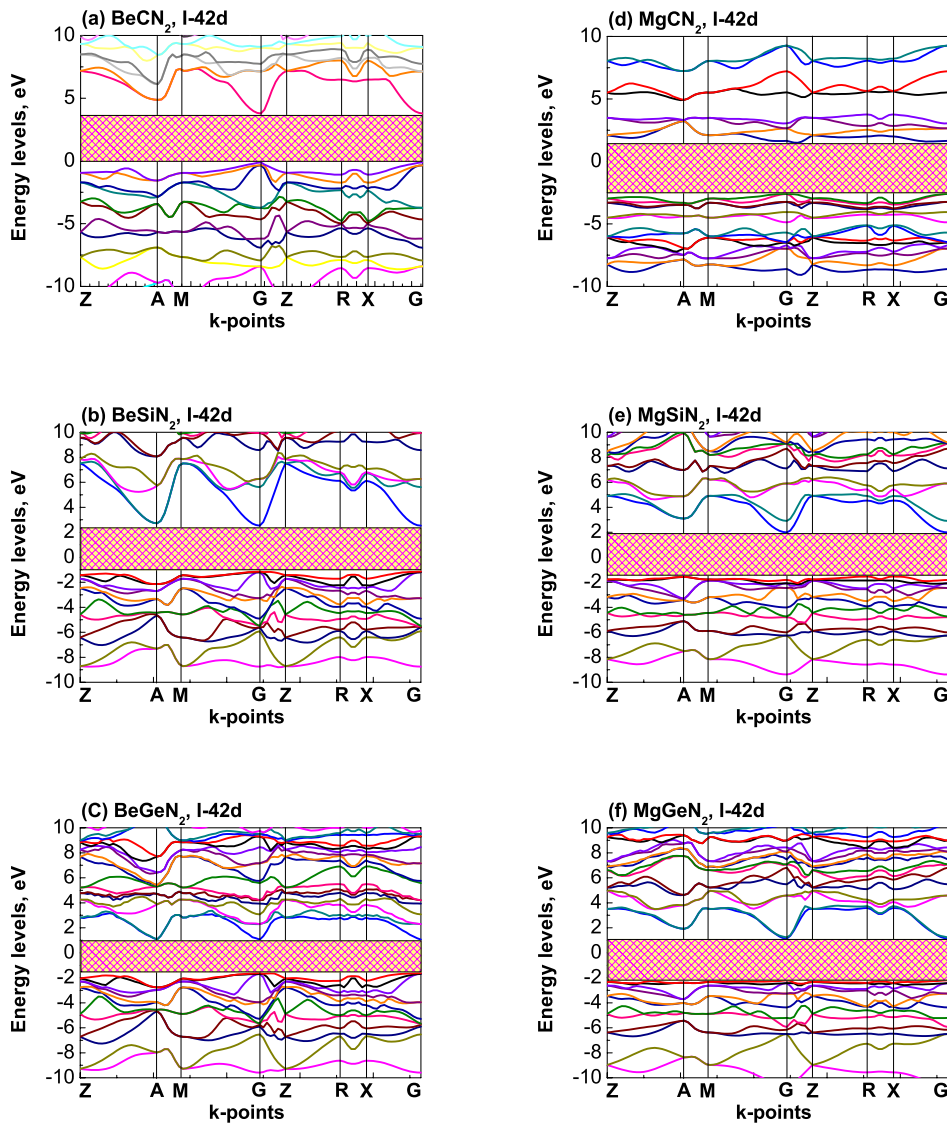 (a) BeCN2, I-42d
10
5
0
-5
-10
Energy levels, eV
Z A M G Z R X G
k-points
(d) MgCN2, I-42d
10
5
0
-5
-10
Energy levels, eV
Z A M G Z R X G
k-points
(b) BeSiN2, I-42d
10
8
6
4
2
0
-2
-4
-6
-8
-10
Energy levels, eV
Z A M G Z R X G
k-points
(e) MgSiN2, I-42d
10
8
6
4
2
0
-2
-4
-6
-8
-10
Energy levels, eV
Z A M G Z R X G
k-points
(C) BeGeN2, I-42d
10
8
6
4
2
0
-2
-4
-6
-8
-10
Energy levels, eV
Z A M G Z R X G
k-points
(f) MgGeN2, I-42d
10
8
6
4
2
0
-2
-4
-6
-8
-10
Energy levels, eV
Z A M G Z R X G
k-points